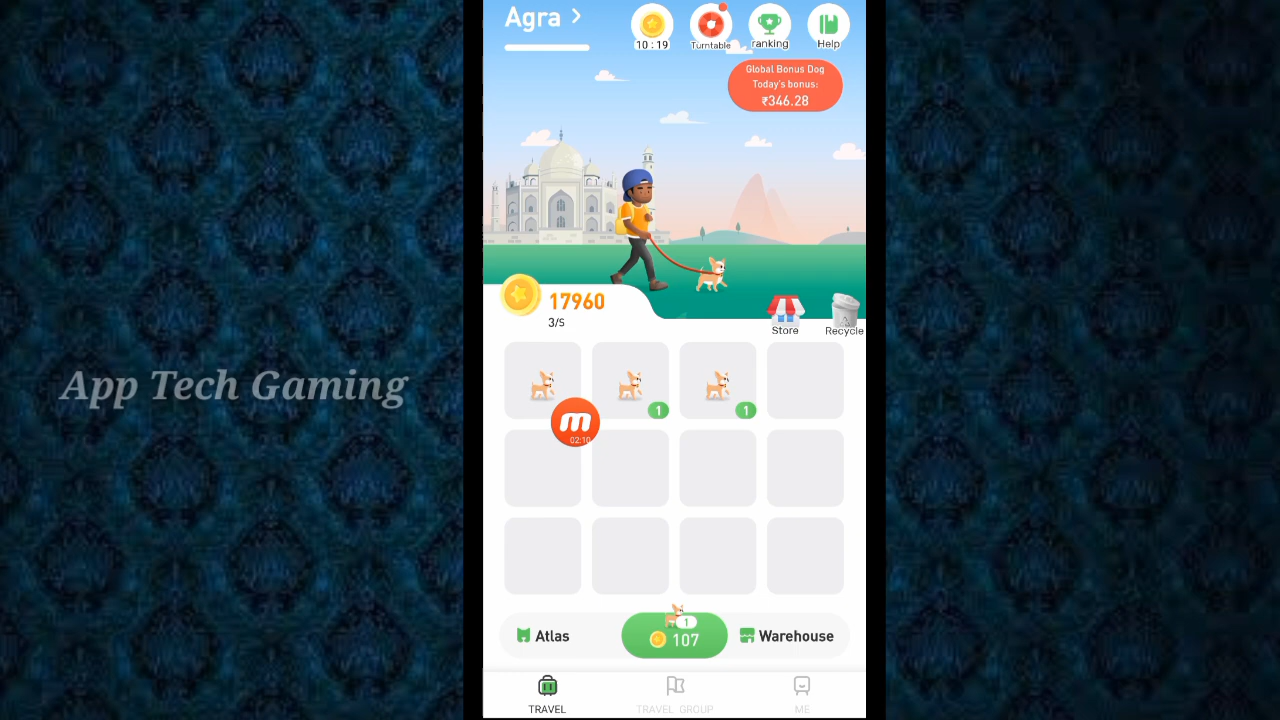 Agra >
10 : 19
Turntable
ranking
Help
Global Bonus Dog
Today's bonus:
₹346.28
17960
3/S
Store
Recycle
App Tech Gaming
1
1
m
02:10
1
107
Atlas
Warehouse
TRAVEL
TRAVEL GROUP
ME